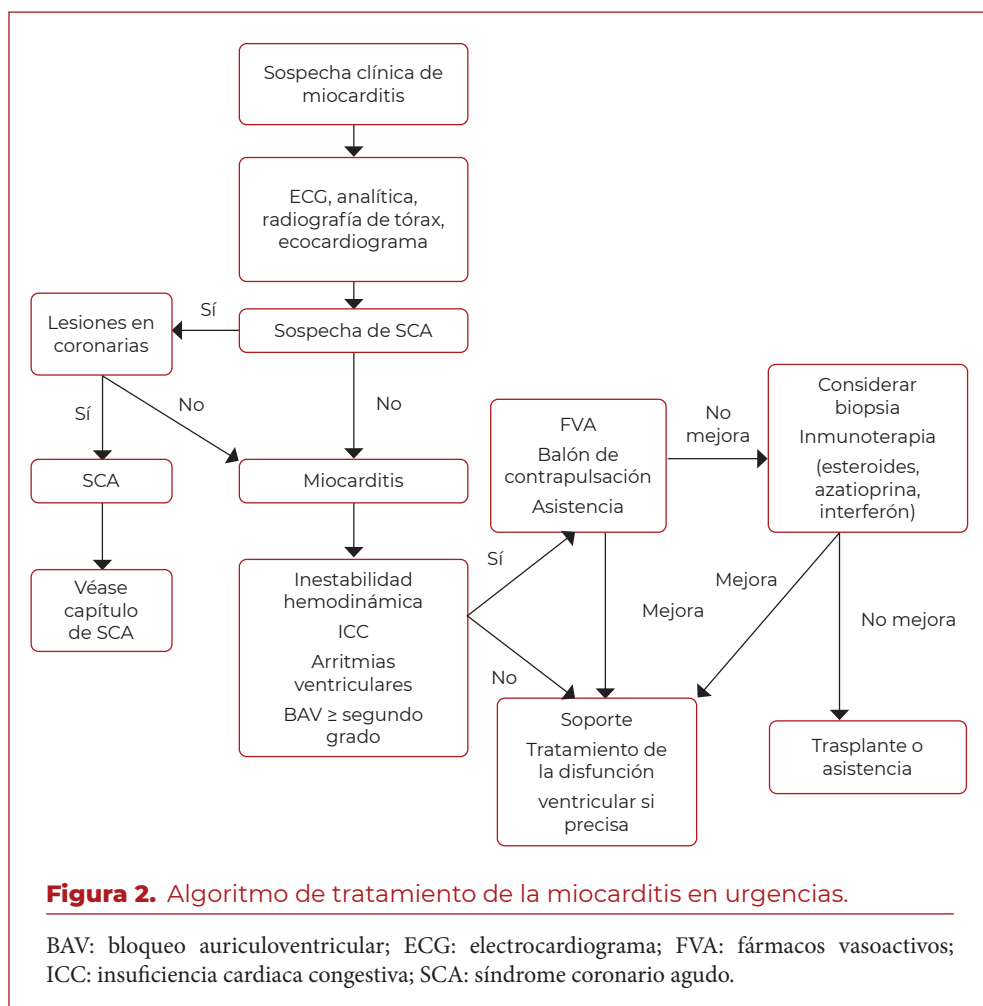 Sospecha clínica de
miocarditis
ECG, analítica,
radiografía de tórax,
ecocardiograma
Sí
Lesiones en
coronarias
Sospecha de SCA
Sí
No
No
SCA
Miocarditis
Véase
capítulo
de SCA
Inestabilidad
hemodinámica
ICC
Arritmias
ventriculares
BAV ≥ segundo
grado
Sí
No
FVA
Balón de
contrapulsación
Asistencia
No
mejora
Considerar
biopsia
Inmunoterapia
(esteroides,
azatioprina,
interferón)
Mejora
Mejora
No mejora
Soporte
Tratamiento de
la disfunción
ventricular si
precisa
Trasplante o
asistencia
Figura 2. Algoritmo de tratamiento de la miocarditis en urgencias.
BAV: bloqueo auriculoventricular; ECG: electrocardiograma; FVA: fármacos vasoactivos;
ICC: insuficiencia cardiaca congestiva; SCA: síndrome coronario agudo.